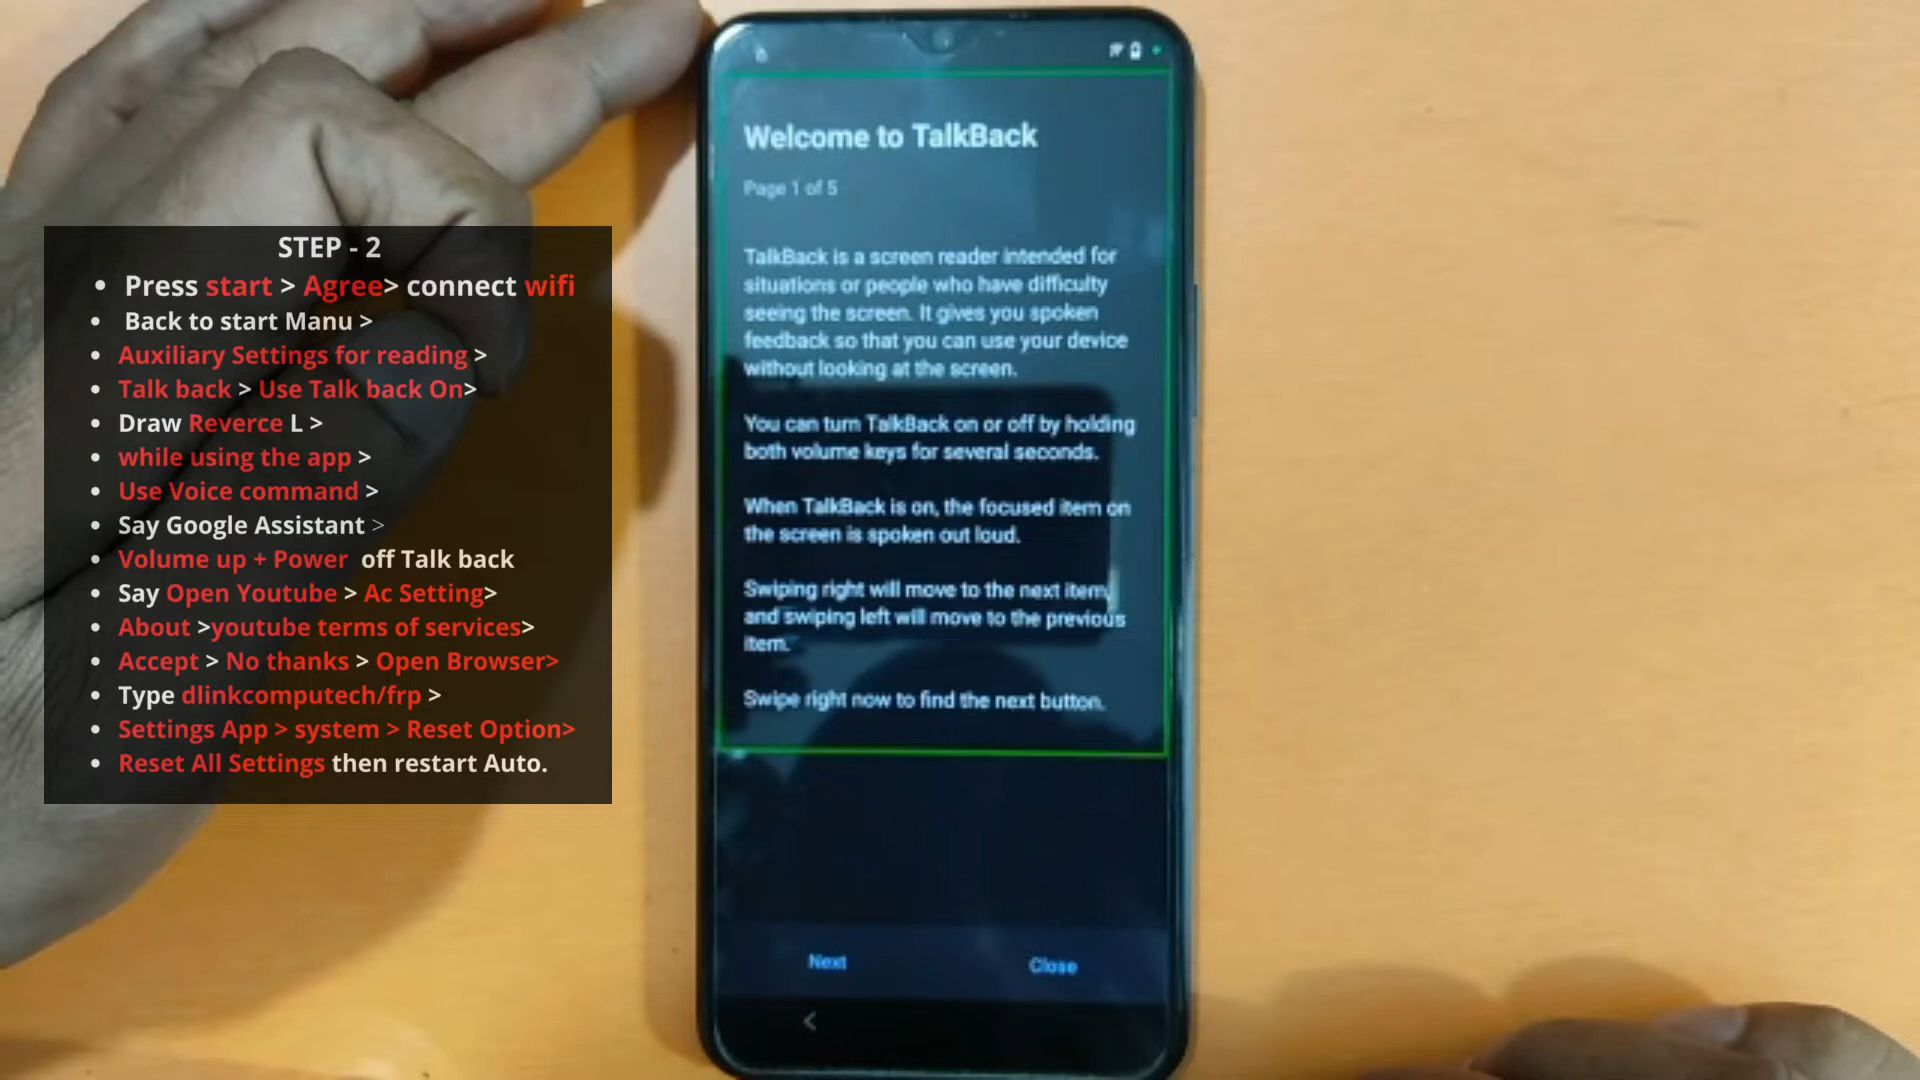 STEP - 2
• Press start > Agree> connect wifi
• Back to start Manu >
• Auxiliary Settings for reading >
• Talk back > Use Talk back On>
• Draw Reverce L >
• while using the app >
• Use Voice command >
• Say Google Assistant >
• Volume up + Power off Talk back
• Say Open Youtube > Ac Setting>
• About >youtube terms of services>
• Accept > No thanks > Open Browser>
• Type dlinkcomputech/frp >
• Settings App > system > Reset Option>
• Reset All Settings then restart Auto.
Welcome to TalkBack
Page 1 of 5
TalkBack is a screen reader intended for
situations or people who have difficulty
seeing the screen. It gives you spoken
feedback so that you can use your device
without looking at the screen.
You can turn TalkBack on or off by holding
both volume keys for several seconds.
When TalkBack is on, the focused item on
the screen is spoken out loud.
Swiping right will move to the next item,
and swiping left will move to the previous
item.
Swipe right now to find the next button.
Next
Close